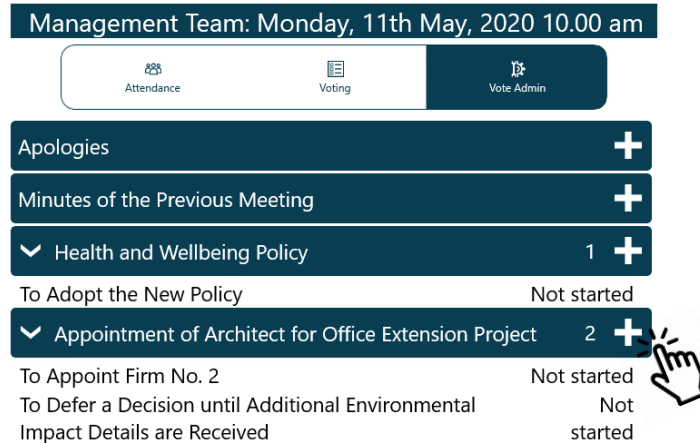 Management Team: Monday, 11th May, 2020 10.00 am
Attendance Voting Vote Admin
Apologies
Minutes of the Previous Meeting
Health and Wellbeing Policy 1
To Adopt the New Policy Not started
Appointment of Architect for Office Extension Project 2
To Appoint Firm No. 2 Not started
To Defer a Decision until Additional Environmental Not
Impact Details are Received started